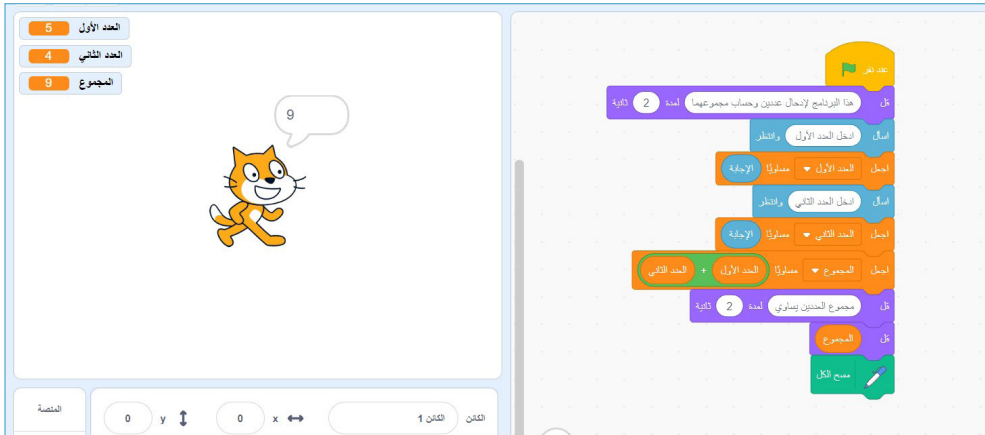 العدد الأول 5
العدد الثاني 4
المجموع 9
9
عند نقر
قل هذا البرنامج لإدخال عددين وحساب مجموعهما لمدة 2 ثانية
اسأل ادخل العدد الأول وانتظر
اجعل العدد الأول مساويًا الإجابة
اسأل ادخل العدد الثاني وانتظر
اجعل العدد الثاني مساويًا الإجابة
اجعل المجموع مساويًا العدد الأول + العدد الثاني
قل مجموع العددين يساوي لمدة 2 ثانية
قل المجموع
مسح الكل
الكائن الكائن 1 x 0 y 0
المنصة